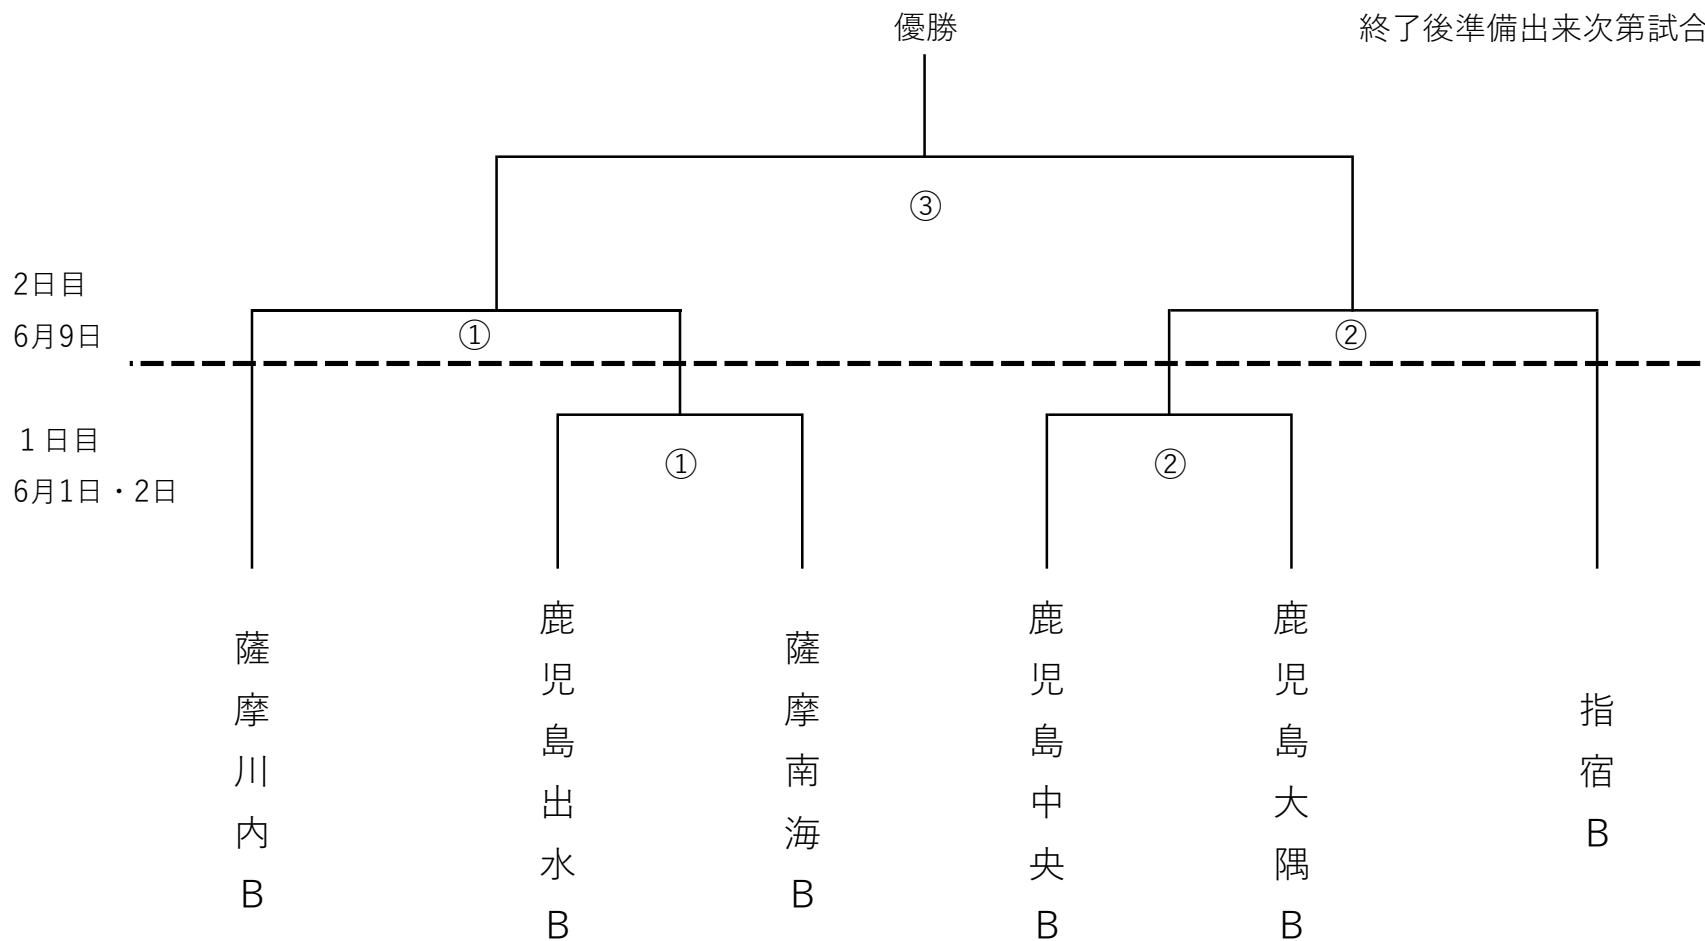 優勝
終了後準備出来次第試合
③
2日目
6月9日
①
②
１日目
6月1日・2日
①
②
薩摩川内B
鹿児島出水B
薩摩南海B
鹿児島中央B
鹿児島大隅B
指宿B